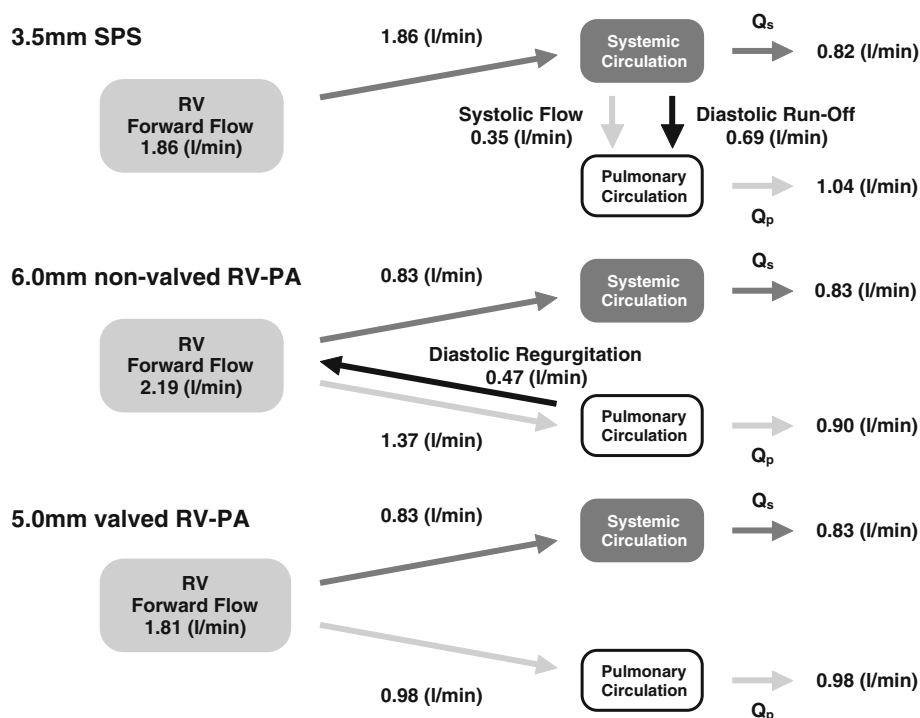 3.5mm SPS
RV
Forward Flow
1.86 (l/min)
1.86 (l/min)
Systemic
Circulation
Qs
0.82 (l/min)
Systolic Flow
0.35 (l/min)
Diastolic Run-Off
0.69 (l/min)
Pulmonary
Circulation
1.04 (l/min)
Qp
6.0mm non-valved RV-PA
RV
Forward Flow
2.19 (l/min)
0.83 (l/min)
Systemic
Circulation
Qs
0.83 (l/min)
Diastolic Regurgitation
0.47 (l/min)
1.37 (l/min)
Pulmonary
Circulation
0.90 (l/min)
Qp
5.0mm valved RV-PA
RV
Forward Flow
1.81 (l/min)
0.83 (l/min)
Systemic
Circulation
Qs
0.83 (l/min)
0.98 (l/min)
Pulmonary
Circulation
0.98 (l/min)
Qp